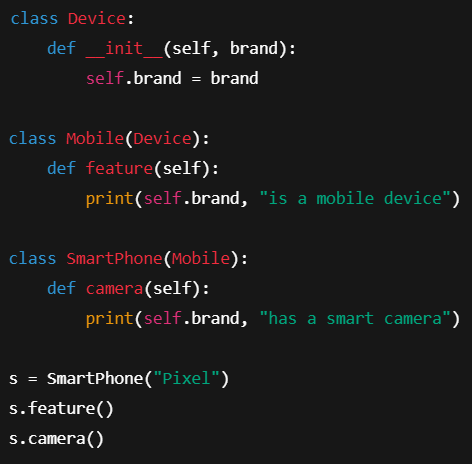 class Device:
    def __init__(self, brand):
        self.brand = brand

class Mobile(Device):
    def feature(self):
        print(self.brand, "is a mobile device")

class SmartPhone(Mobile):
    def camera(self):
        print(self.brand, "has a smart camera")

s = SmartPhone("Pixel")
s.feature()
s.camera()